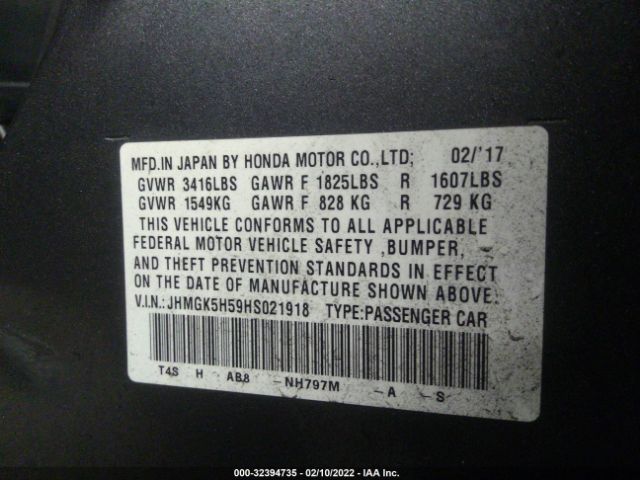 MFD.IN JAPAN BY HONDA MOTOR CO.,LTD; 02/'17
GVWR 3416LBS GAWR F 1825LBS R 1607LBS
GVWR 1549KG GAWR F 828 KG R 729 KG
THIS VEHICLE CONFORMS TO ALL APPLICABLE
FEDERAL MOTOR VEHICLE SAFETY ,BUMPER,
AND THEFT PREVENTION STANDARDS IN EFFECT
ON THE DATE OF MANUFACTURE SHOWN ABOVE.
V.I.N.:JHMGK5H59HS021918 TYPE:PASSENGER CAR
T4S H AB8 -NH797M -A -S
000-32394735 - 02/10/2022 - IAA Inc.